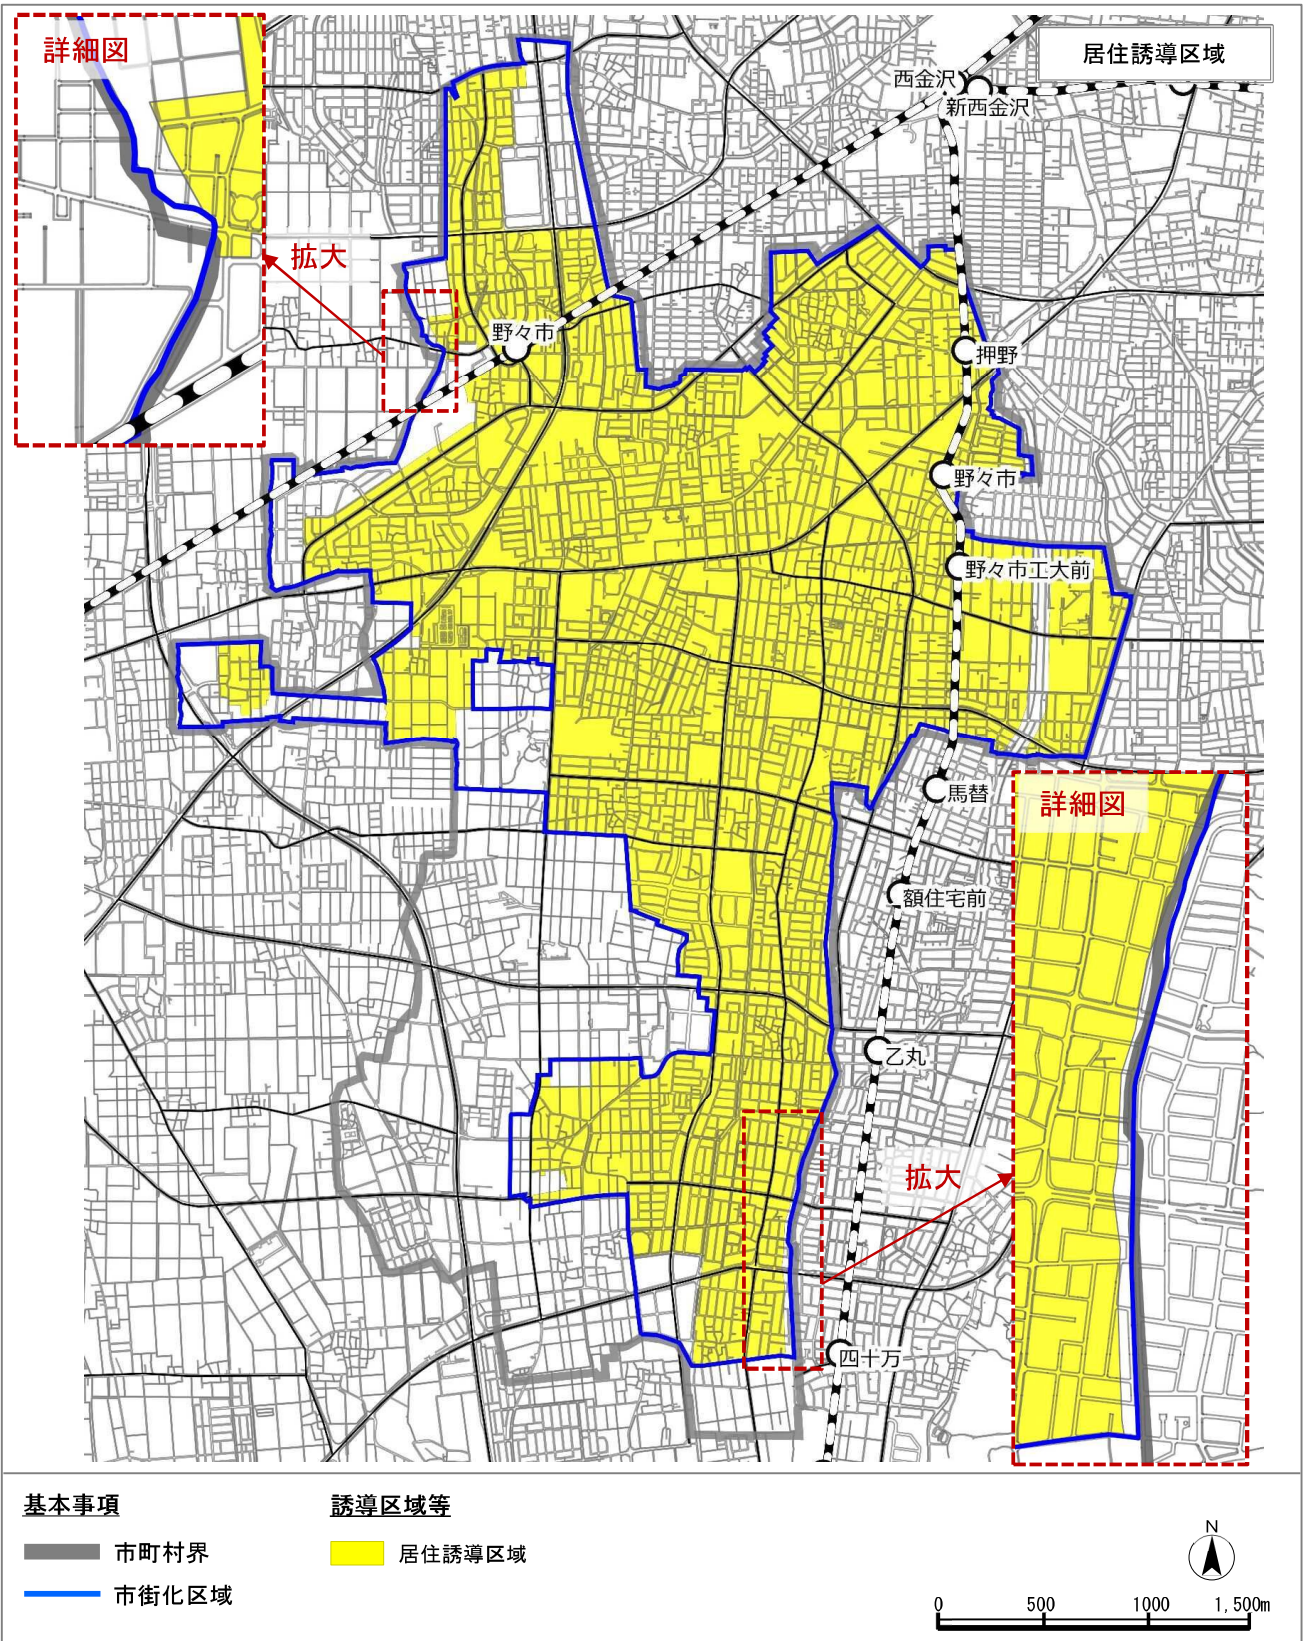 詳細図
居住誘導区域
西金沢
新西金沢
拡大
野々市
押野
野々市
野々市工大前
馬替
詳細図
額住宅前
乙丸
拡大
四十万
基本事項
誘導区域等
市町村界
居住誘導区域
市街化区域
N
0 500 1000 1,500m